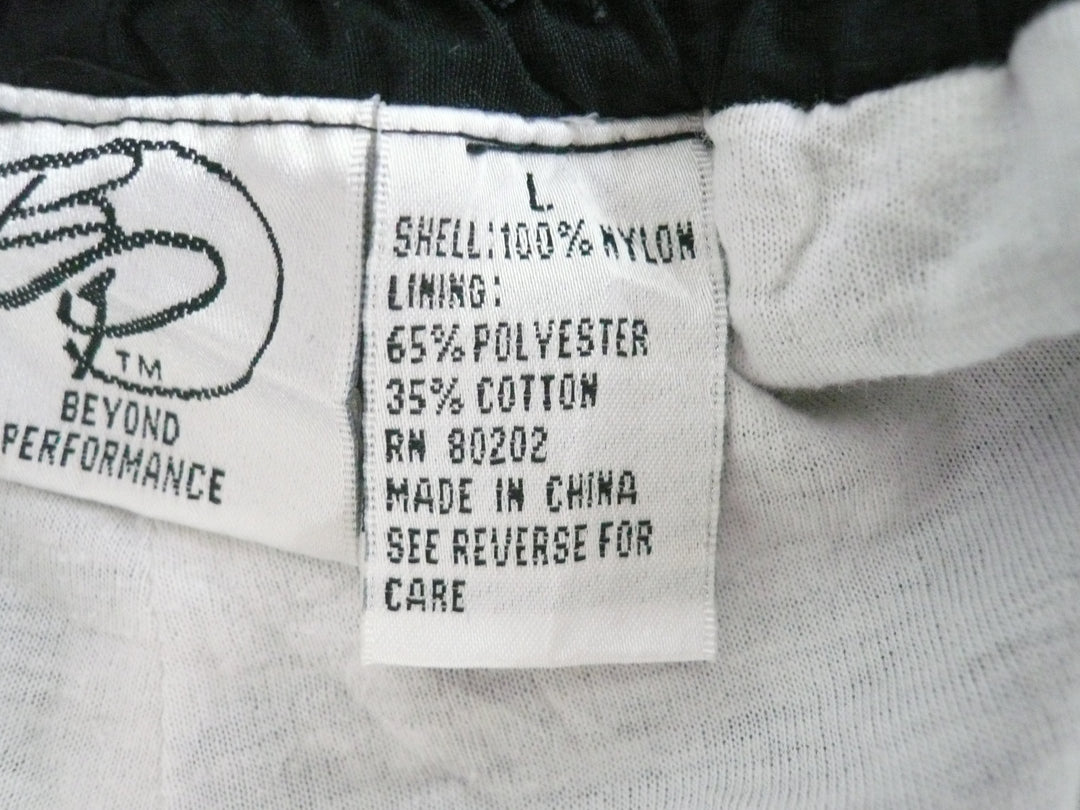 TM
BEYOND
PERFORMANCE
L
SHELL:100% NYLON
LINING:
65% POLYESTER
35% COTTON
RN 80202
MADE IN CHINA
SEE REVERSE FOR
CARE